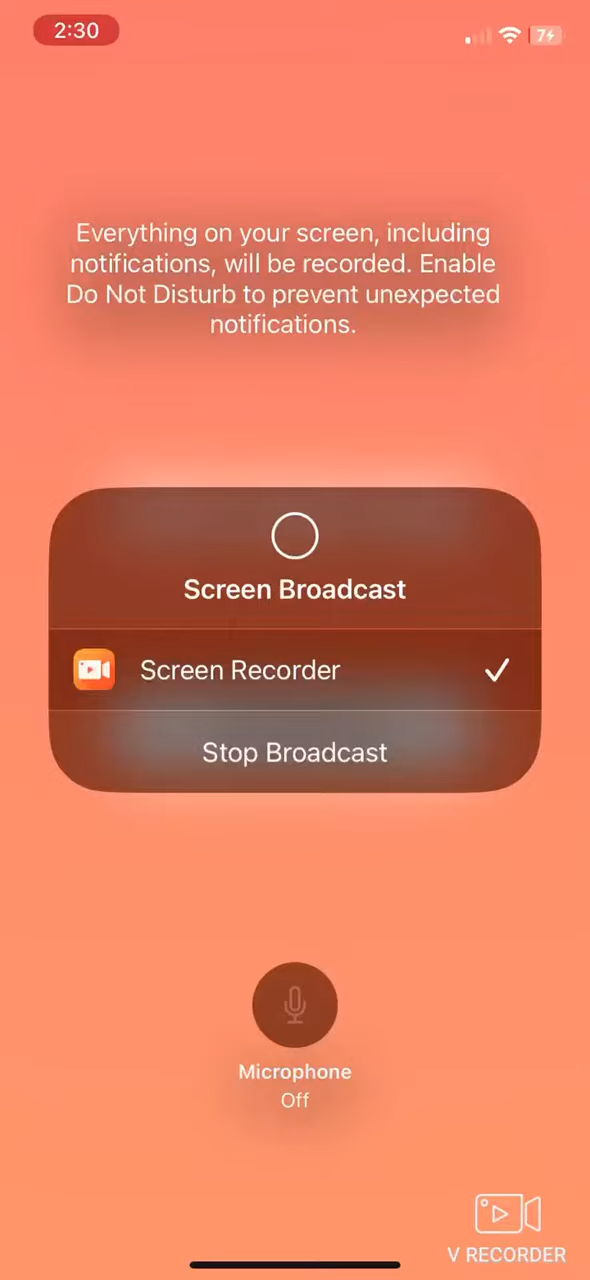 2:30
7
Everything on your screen, including
notifications, will be recorded. Enable
Do Not Disturb to prevent unexpected
notifications.
Screen Broadcast
Screen Recorder
Stop Broadcast
Microphone
Off
V RECORDER